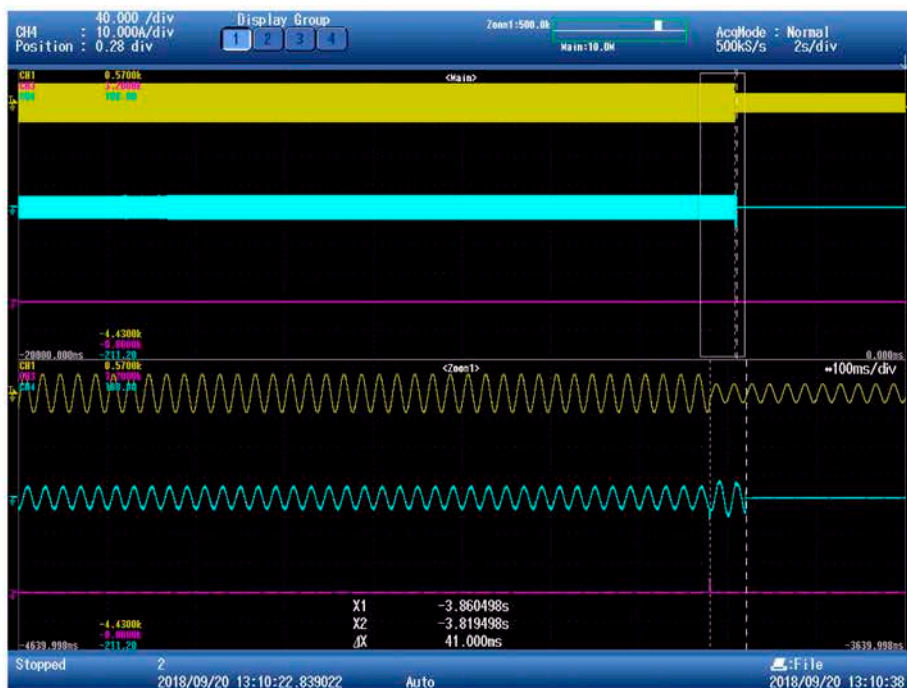 40.000 /div
CH4 : 10.000A/div
Position : 0.28 div
Display Group
1 2 3 4
Zoom1:500.0k
Main:10.0M
AcqMode : Normal
500kS/s 2s/div
CH1 0.5700k
<Main>
-4.4300k
-211.20
-20000.000ms
0.000ms
CH1 0.5700k
<Zoom1>
↔100ms/div
X1 -3.860498s
X2 -3.819498s
ΔX 41.000ms
-4.4300k
-211.20
-4639.998ms
-3639.998ms
Stopped 2
:File
2018/09/20 13:10:22.839022 Auto 2018/09/20 13:10:38